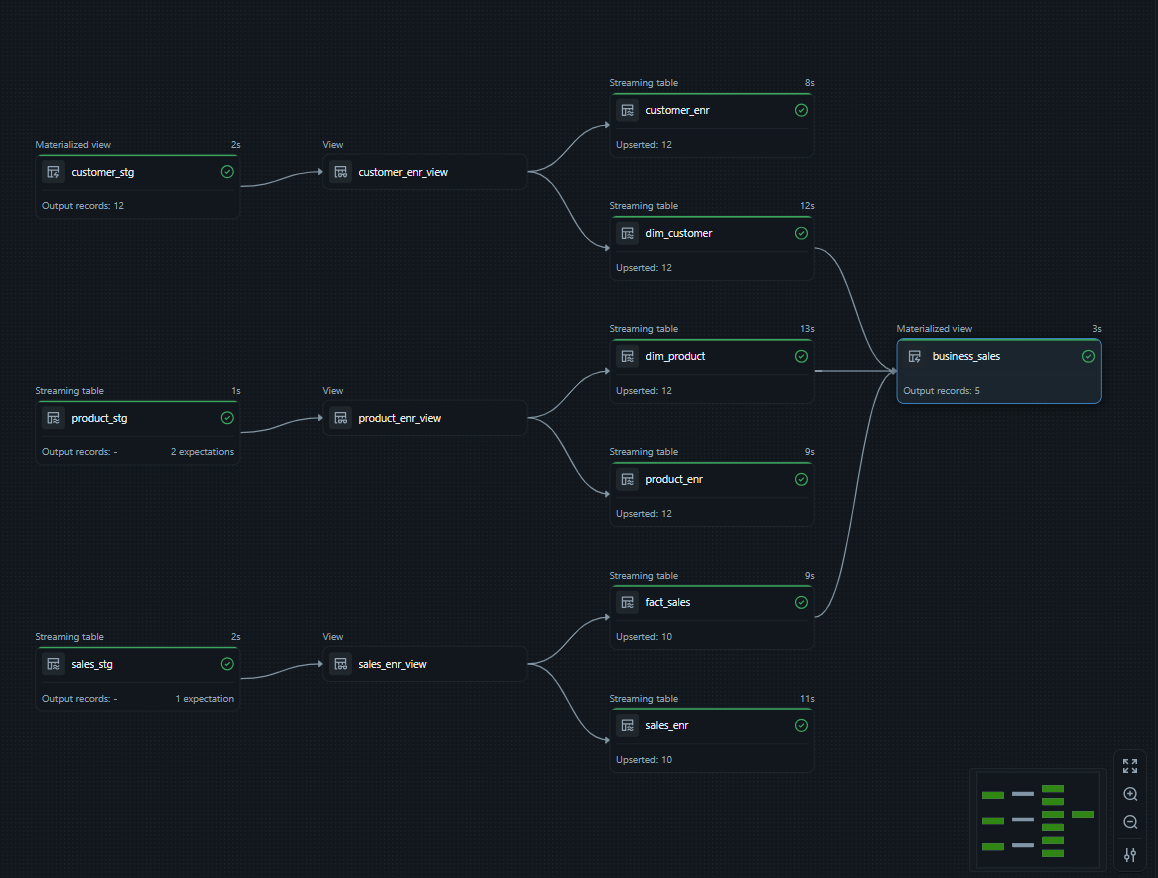 Streaming table 8s
customer_enr
Upserted: 12
Materialized view 2s
customer_stg
Output records: 12
View
customer_enr_view
Streaming table 12s
dim_customer
Upserted: 12
Streaming table 13s
dim_product
Upserted: 12
Materialized view 3s
business_sales
Output records: 5
Streaming table 1s
product_stg
Output records: - 2 expectations
View
product_enr_view
Streaming table 9s
product_enr
Upserted: 12
Streaming table 9s
fact_sales
Upserted: 10
Streaming table 2s
sales_stg
Output records: - 1 expectation
View
sales_enr_view
Streaming table 11s
sales_enr
Upserted: 10